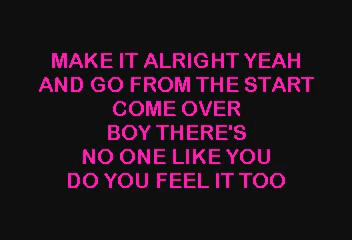 MAKE IT ALRIGHT YEAH
AND GO FROM THE START
COME OVER
BOY THERE'S
NO ONE LIKE YOU
DO YOU FEEL IT TOO